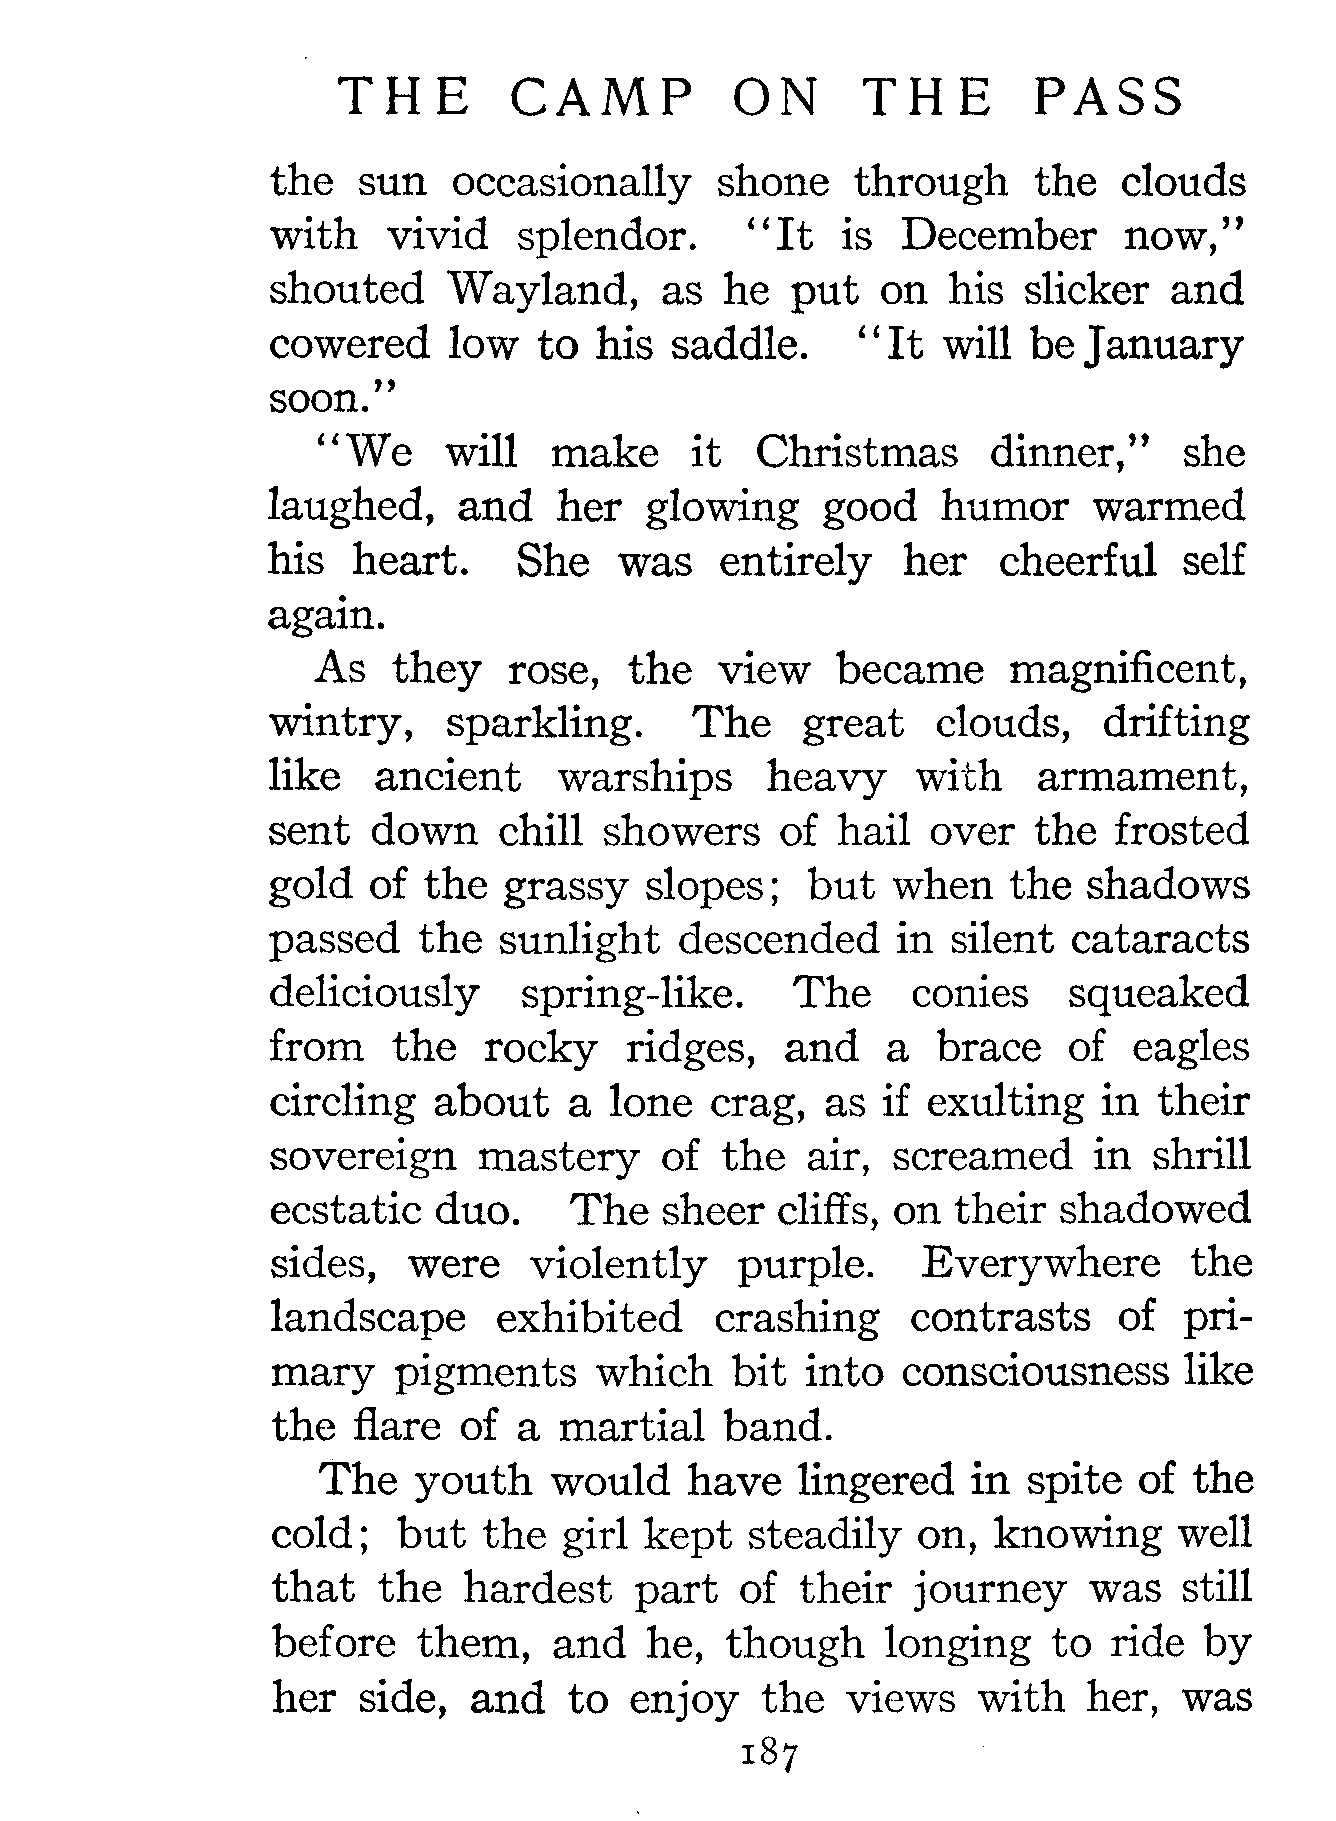 THE CAMP ON THE PASS
the sun occasionally shone through the clouds
with vivid splendor. "It is December now,"
shouted Wayland, as he put on his slicker and
cowered low to his saddle. "It will be January
soon."
"We will make it Christmas dinner," she
laughed, and her glowing good humor warmed
his heart. She was entirely her cheerful self
again.
As they rose, the view became magnificent,
wintry, sparkling. The great clouds, drifting
like ancient warships heavy with armament,
sent down chill showers of hail over the frosted
gold of the grassy slopes; but when the shadows
passed the sunlight descended in silent cataracts
deliciously spring-like. The conies squeaked
from the rocky ridges, and a brace of eagles
circling about a lone crag, as if exulting in their
sovereign mastery of the air, screamed in shrill
ecstatic duo. The sheer cliffs, on their shadowed
sides, were violently purple. Everywhere the
landscape exhibited crashing contrasts of pri-
mary pigments which bit into consciousness like
the flare of a martial band.
The youth would have lingered in spite of the
cold; but the girl kept steadily on, knowing well
that the hardest part of their journey was still
before them, and he, though longing to ride by
her side, and to enjoy the views with her, was
187